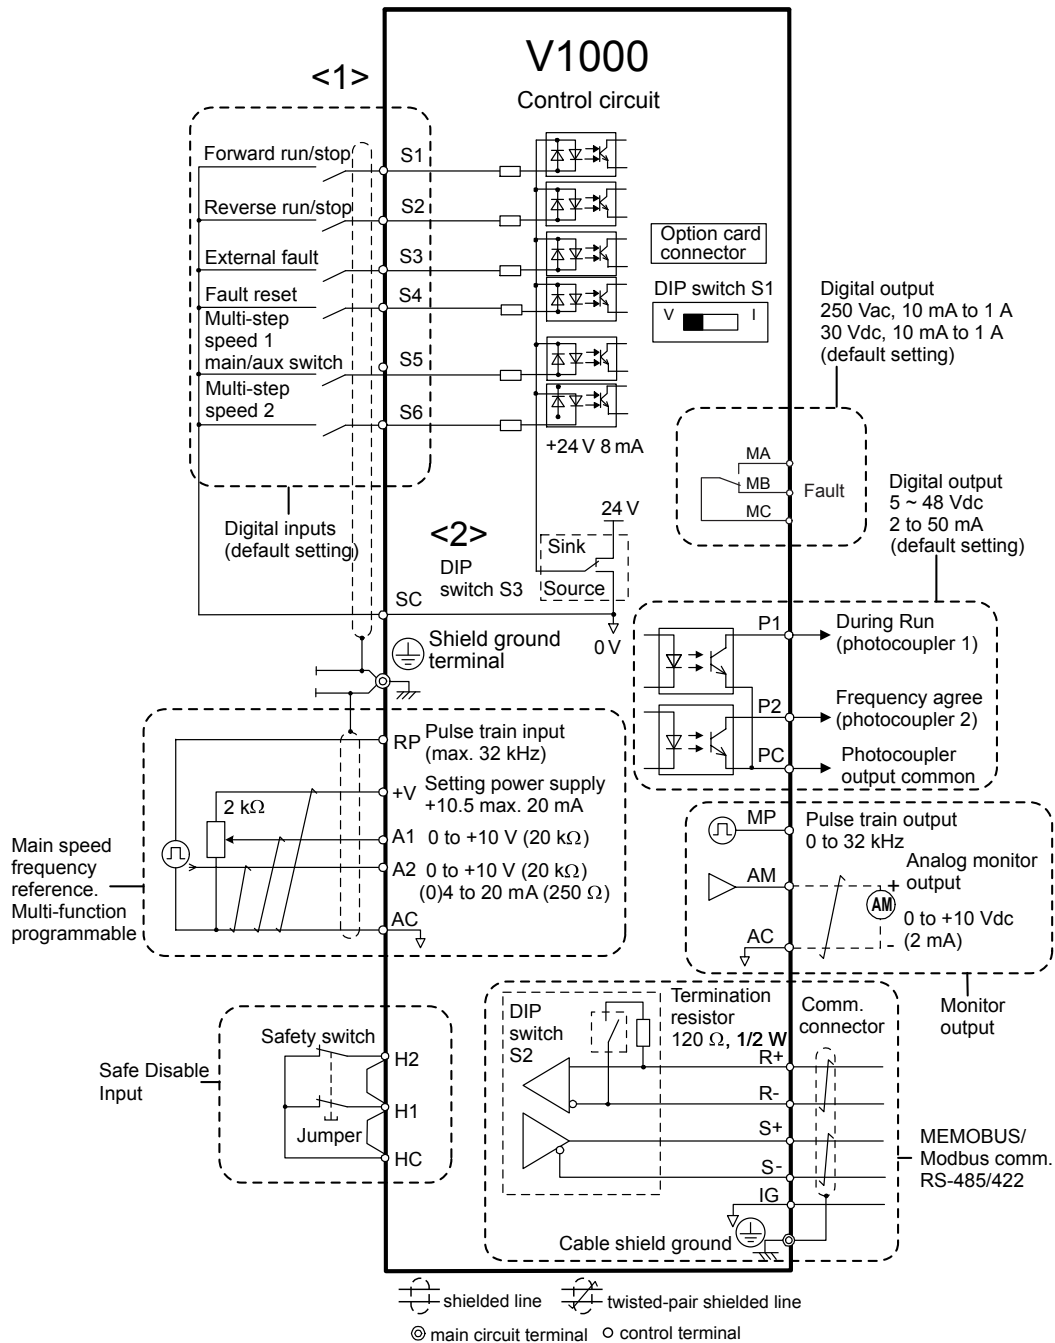 V1000
Control circuit
<1>
Forward run/stop
S1
Reverse run/stop
S2
External fault
S3
Fault reset
S4
Multi-step
speed 1
main/aux switch
S5
Multi-step
speed 2
S6
+24 V 8 mA
Option card
connector
DIP switch S1
V
I
Digital output
250 Vac, 10 mA to 1 A
30 Vdc, 10 mA to 1 A
(default setting)
MA
MB
MC
Fault
Digital output
5 ~ 48 Vdc
2 to 50 mA
(default setting)
Digital inputs
(default setting)
<2>
DIP
switch S3
24 V
Sink
Source
0 V
SC
Shield ground
terminal
P1
During Run
(photocoupler 1)
P2
Frequency agree
(photocoupler 2)
PC
Photocoupler
output common
RP
Pulse train input
(max. 32 kHz)
+V
Setting power supply
+10.5 max. 20 mA
2 kΩ
A1
0 to +10 V (20 kΩ)
A2
0 to +10 V (20 kΩ)
(0)4 to 20 mA (250 Ω)
AC
Main speed
frequency
reference.
Multi-function
programmable
MP
Pulse train output
0 to 32 kHz
AM
Analog monitor
output
+
AM
0 to +10 Vdc
(2 mA)
AC
-
Monitor
output
Safe Disable
Input
Safety switch
H2
H1
Jumper
HC
DIP
switch
S2
Termination
resistor
120 Ω, 1/2 W
Comm.
connector
R+
R-
S+
S-
IG
Cable shield ground
MEMOBUS/
Modbus comm.
RS-485/422
shielded line
twisted-pair shielded line
main circuit terminal
control terminal